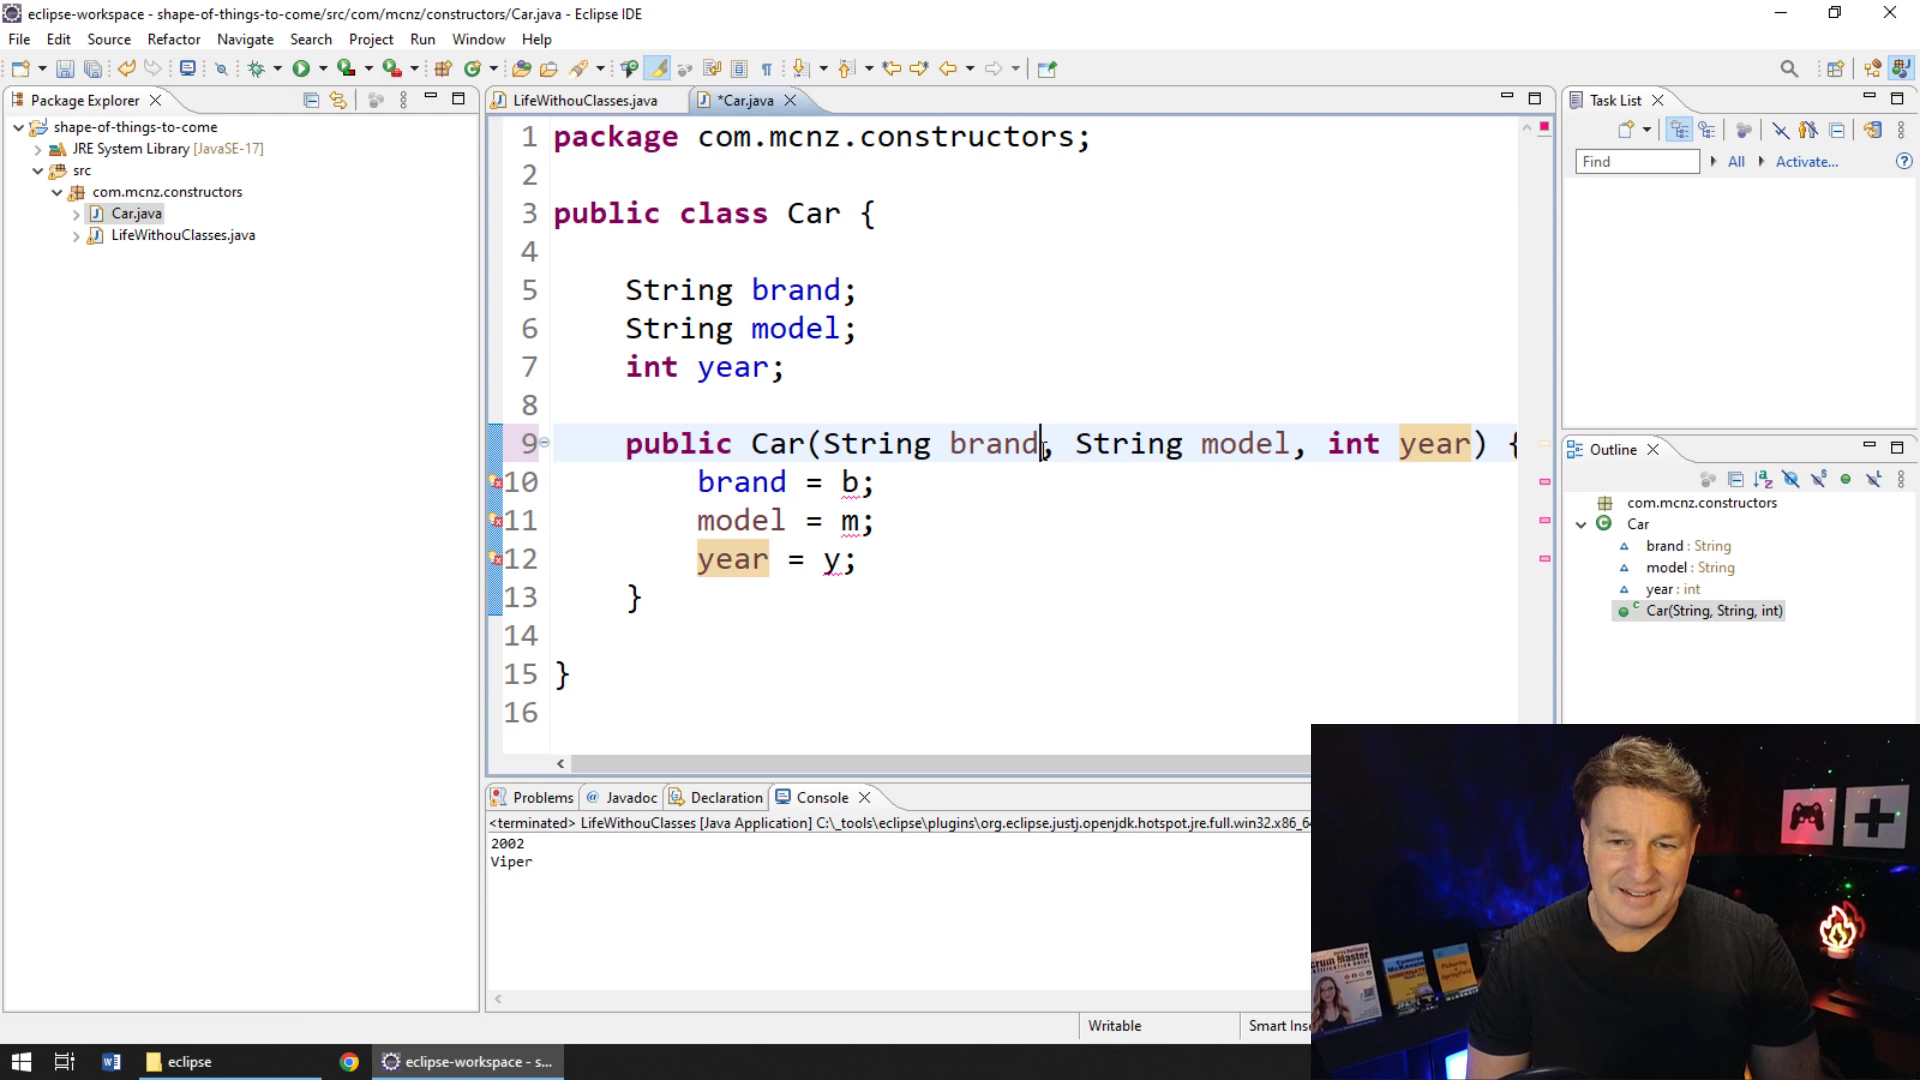 eclipse-workspace - shape-of-things-to-come/src/com/mcnz/constructors/Car.java - Eclipse IDE
File Edit Source Refactor Navigate Search Project Run Window Help
Package Explorer
shape-of-things-to-come
JRE System Library [JavaSE-17]
src
com.mcnz.constructors
Car.java
LifeWithouClasses.java
LifeWithouClasses.java *Car.java
1 package com.mcnz.constructors;
2
3 public class Car {
4
5 String brand;
6 String model;
7 int year;
8
9 public Car(String brand, String model, int year) {
10 brand = b;
11 model = m;
12 year = y;
13 }
14
15 }
16
Task List
Find All Activate...
Outline
com.mcnz.constructors
Car
brand : String
model : String
year : int
Car(String, String, int)
Problems Javadoc Declaration Console
<terminated> LifeWithouClasses [Java Application] C:\_tools\eclipse\plugins\org.eclipse.justj.openjdk.hotspot.jre.full.win32.x86_6
2002
Viper
Writable Smart Ins
eclipse eclipse-workspace - s...